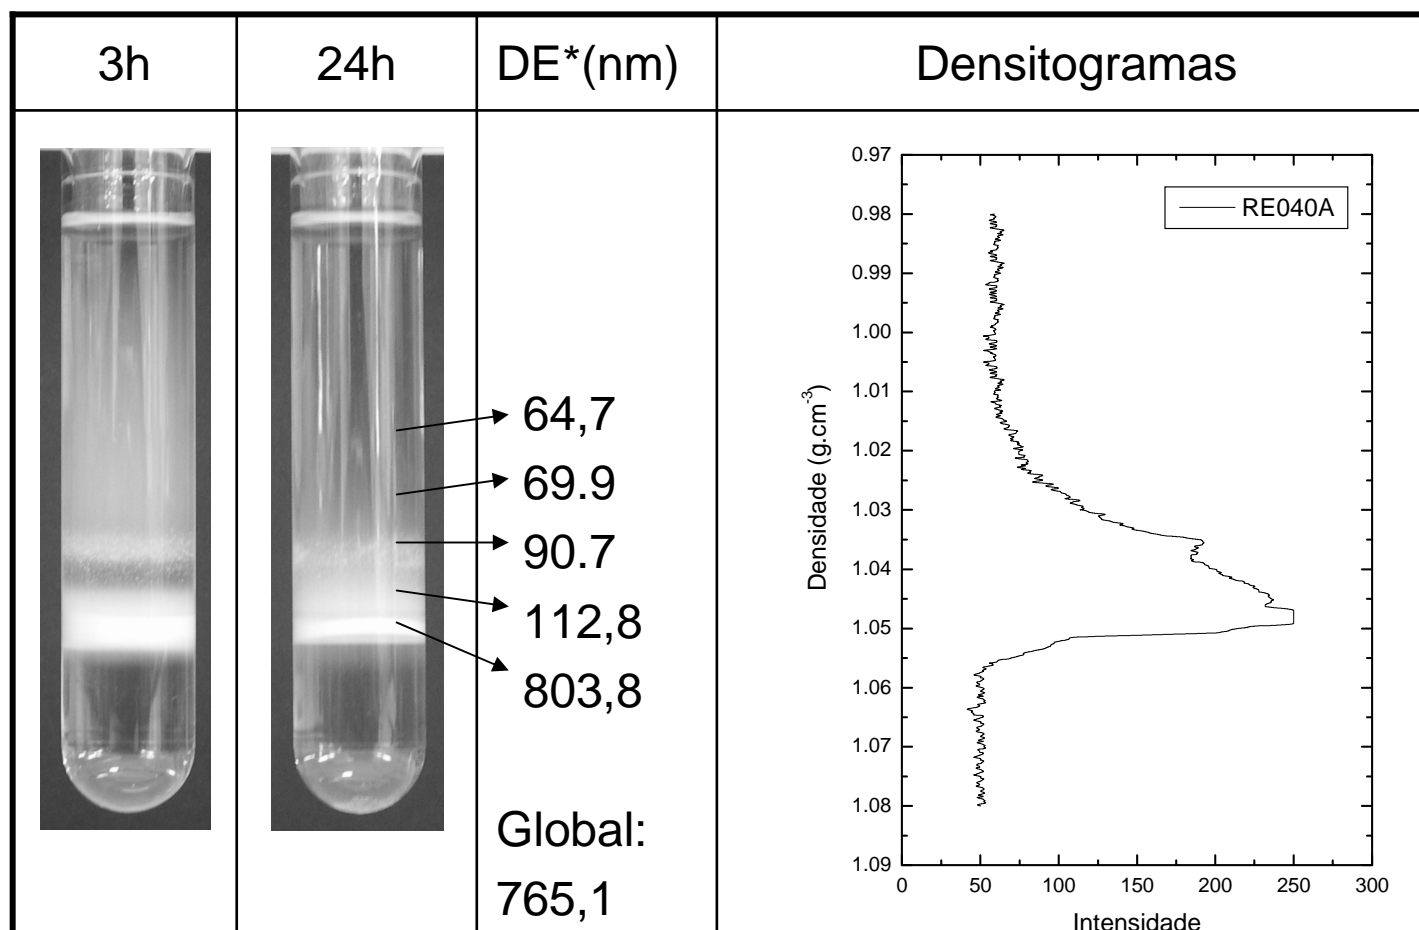 3h
24h
DE*(nm)
Densitogramas
64,7
69.9
90.7
112,8
803,8
Global:
765,1
RE040A
Densidade (g.cm-3)
0.97
0.98
0.99
1.00
1.01
1.02
1.03
1.04
1.05
1.06
1.07
1.08
1.09
0 50 100 150 200 250 300
Intensidade